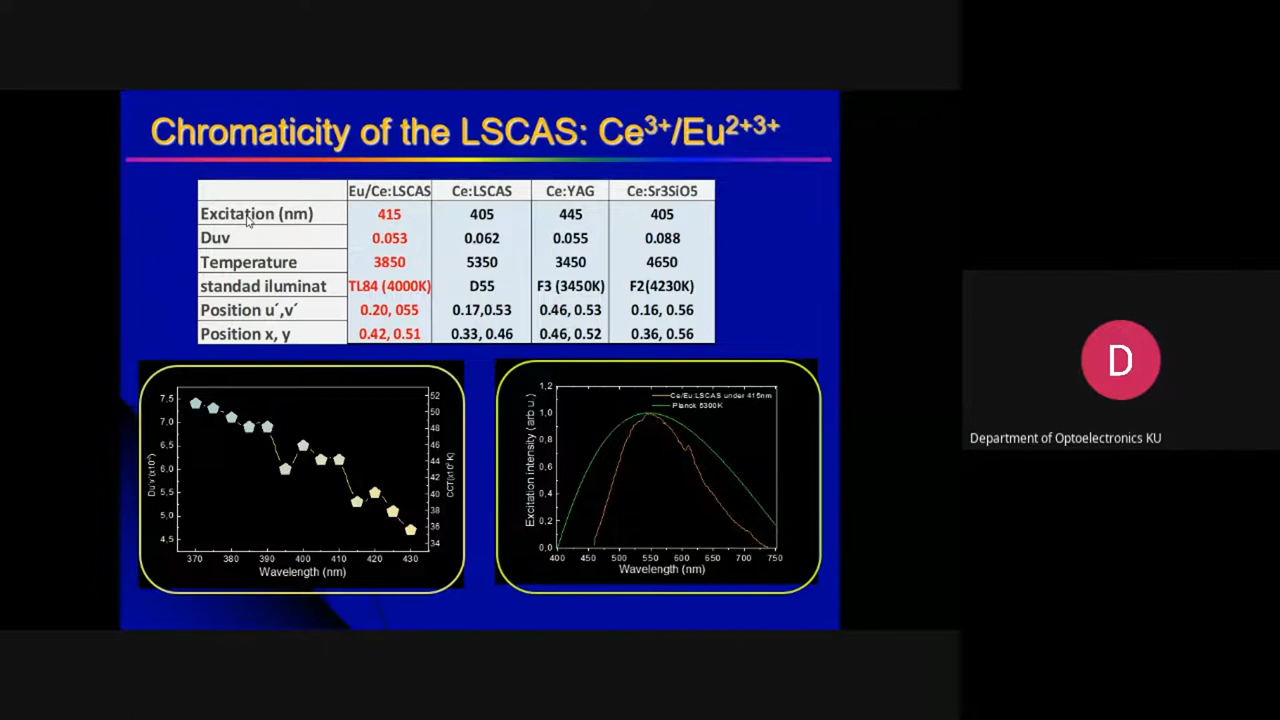 Chromaticity of the LSCAS: Ce3+/Eu2+3+
Eu/Ce:LSCAS Ce:LSCAS Ce:YAG Ce:Sr3SiO5
Excitation (nm) 415 405 445 405
Duv 0.053 0.062 0.055 0.088
Temperature 3850 5350 3450 4650
standad iluminat TL84 (4000K) D55 F3 (3450K) F2(4230K)
Position u´,v´ 0.20, 055 0.17,0.53 0.46, 0.53 0.16, 0.56
Position x, y 0.42, 0.51 0.33, 0.46 0.46, 0.52 0.36, 0.56
7.5
7.0
6.5
6.0
5.5
5.0
4.5
52
50
48
46
44
42
40
38
36
34
370 380 390 400 410 420 430
Wavelength (nm)
Excitation intensity (arb u.)
1,2
1,0
0,8
0,6
0,4
0,2
0,0
Ce/Eu:LSCAS under 415nm
Planck 5300K
400 450 500 550 600 650 700 750
Wavelength (nm)
D
Department of Optoelectronics KU